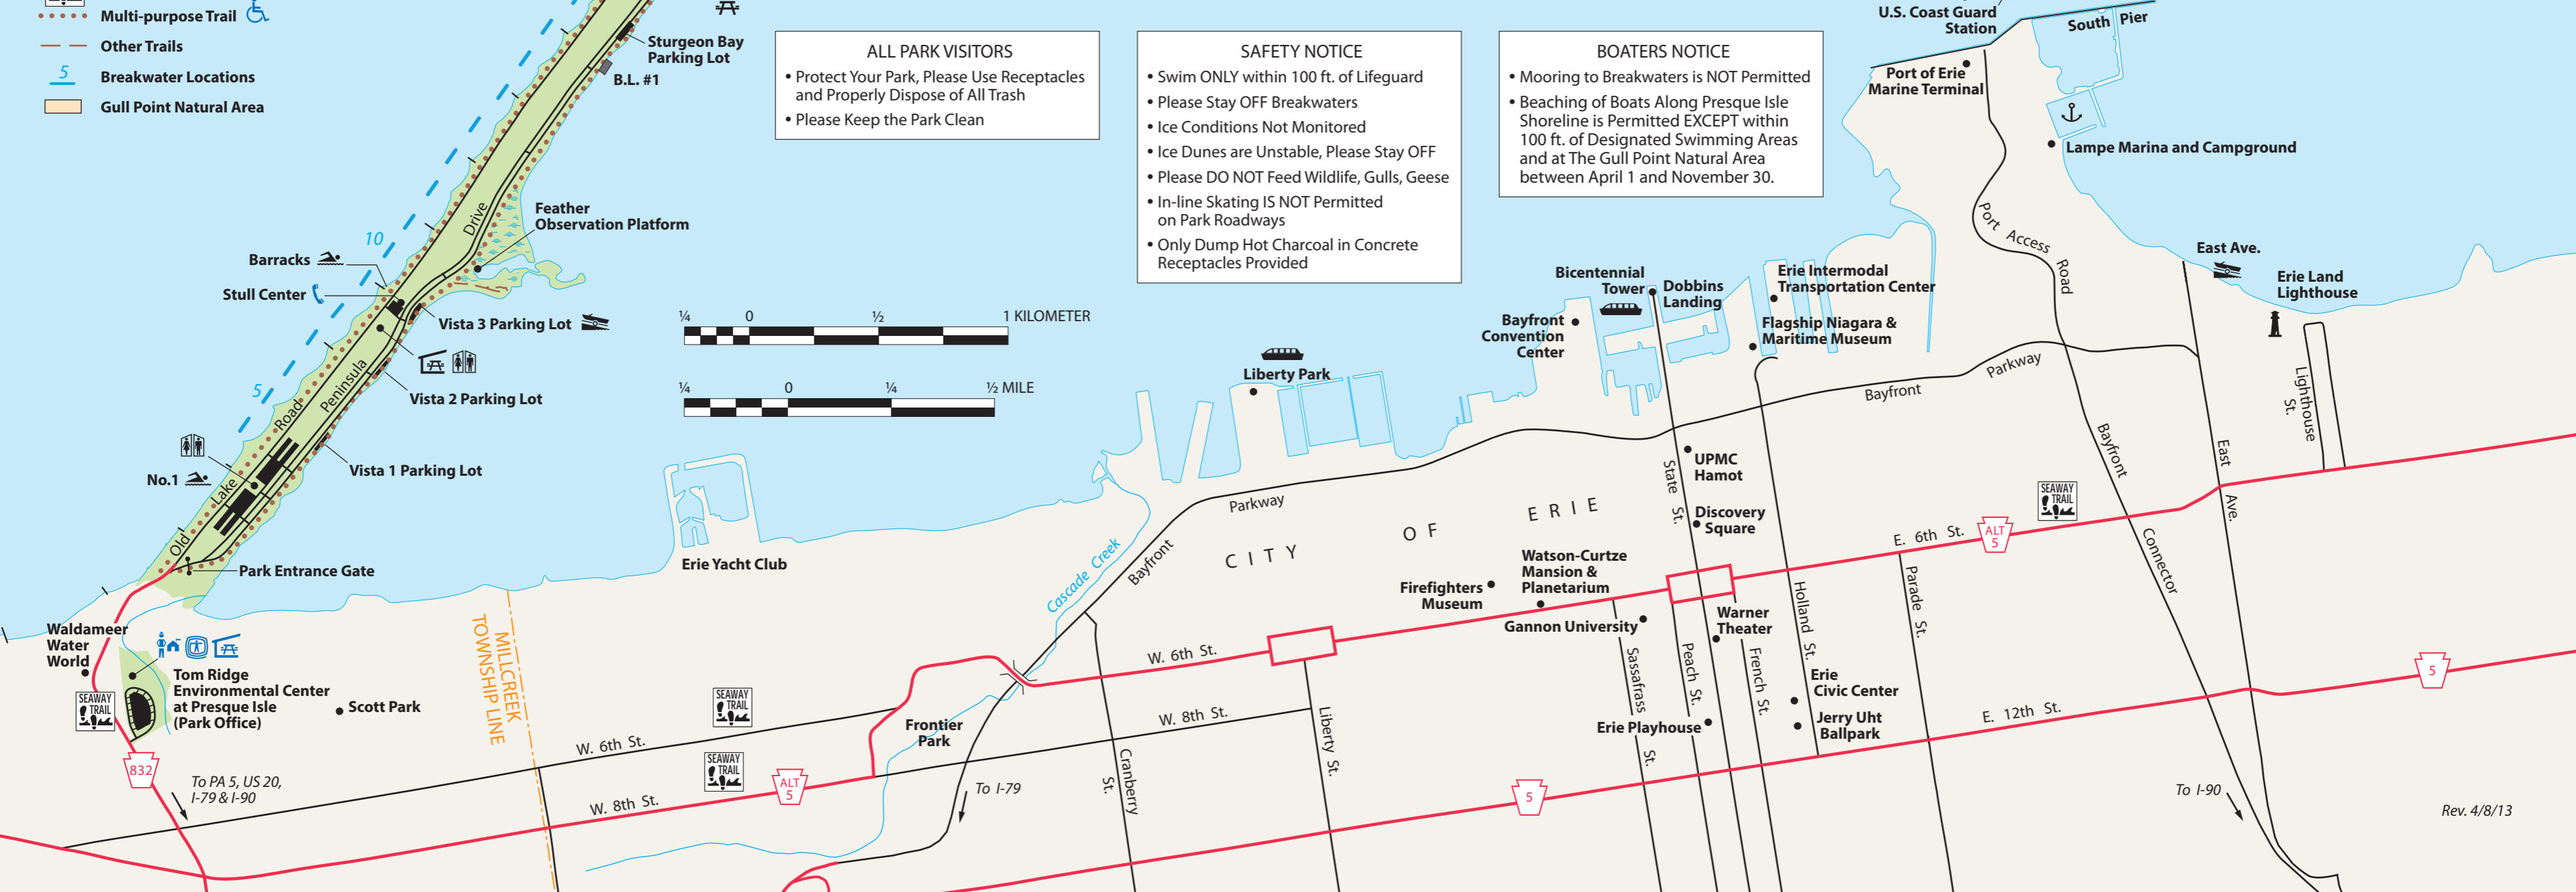 Multi-purpose Trail
Other Trails
5
Breakwater Locations
Gull Point Natural Area
Sturgeon Bay
Parking Lot
B.L. #1
ALL PARK VISITORS
• Protect Your Park, Please Use Receptacles
and Properly Dispose of All Trash
• Please Keep the Park Clean
SAFETY NOTICE
• Swim ONLY within 100 ft. of Lifeguard
• Please Stay OFF Breakwaters
• Ice Conditions Not Monitored
• Ice Dunes are Unstable, Please Stay OFF
• Please DO NOT Feed Wildlife, Gulls, Geese
• In-line Skating IS NOT Permitted
on Park Roadways
• Only Dump Hot Charcoal in Concrete
Receptacles Provided
BOATERS NOTICE
• Mooring to Breakwaters is NOT Permitted
• Beaching of Boats Along Presque Isle
Shoreline is Permitted EXCEPT within
100 ft. of Designated Swimming Areas
and at The Gull Point Natural Area
between April 1 and November 30.
U.S. Coast Guard
Station
South Pier
Port of Erie
Marine Terminal
Lampe Marina and Campground
Port Access Road
East Ave.
Erie Land
Lighthouse
Lighthouse
St.
Feather
Observation Platform
Drive
10
Barracks
Stull Center
Vista 3 Parking Lot
Peninsula
Vista 2 Parking Lot
5
Road
Vista 1 Parking Lot
No.1
Lake
Old
Park Entrance Gate
¼ 0 ½ 1 KILOMETER
¼ 0 ¼ ½ MILE
Liberty Park
Bicentennial
Tower
Dobbins
Landing
Bayfront
Convention
Center
Erie Intermodal
Transportation Center
Flagship Niagara &
Maritime Museum
Bayfront
Parkway
Erie Yacht Club
Cascade Creek
Bayfront
Parkway
CITY OF ERIE
State St.
UPMC
Hamot
Discovery
Square
Watson-Curtze
Mansion &
Planetarium
Firefighters
Museum
Gannon University
Warner
Theater
Erie
Civic Center
Jerry Uht
Ballpark
Erie Playhouse
Sassafrass St.
Peach St.
French St.
Holland St.
Parade St.
E. 6th St.
ALT
5
SEAWAY
TRAIL
Bayfront
Connector
East Ave.
5
E. 12th St.
Waldameer
Water
World
Tom Ridge
Environmental Center
at Presque Isle
(Park Office)
SEAWAY
TRAIL
Scott Park
MILLCREEK
TOWNSHIP LINE
SEAWAY
TRAIL
Frontier
Park
W. 6th St.
W. 6th St.
W. 8th St.
SEAWAY
TRAIL
ALT
5
W. 8th St.
832
To PA 5, US 20,
I-79 & I-90
To I-79
Cranberry
St.
Liberty St.
5
To I-90
Rev. 4/8/13